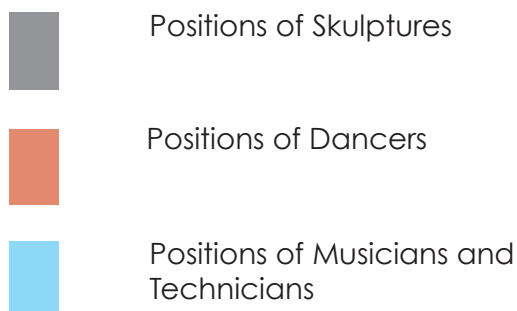 Positions of Skulptures
Positions of Dancers
Positions of Musicians and
Technicians